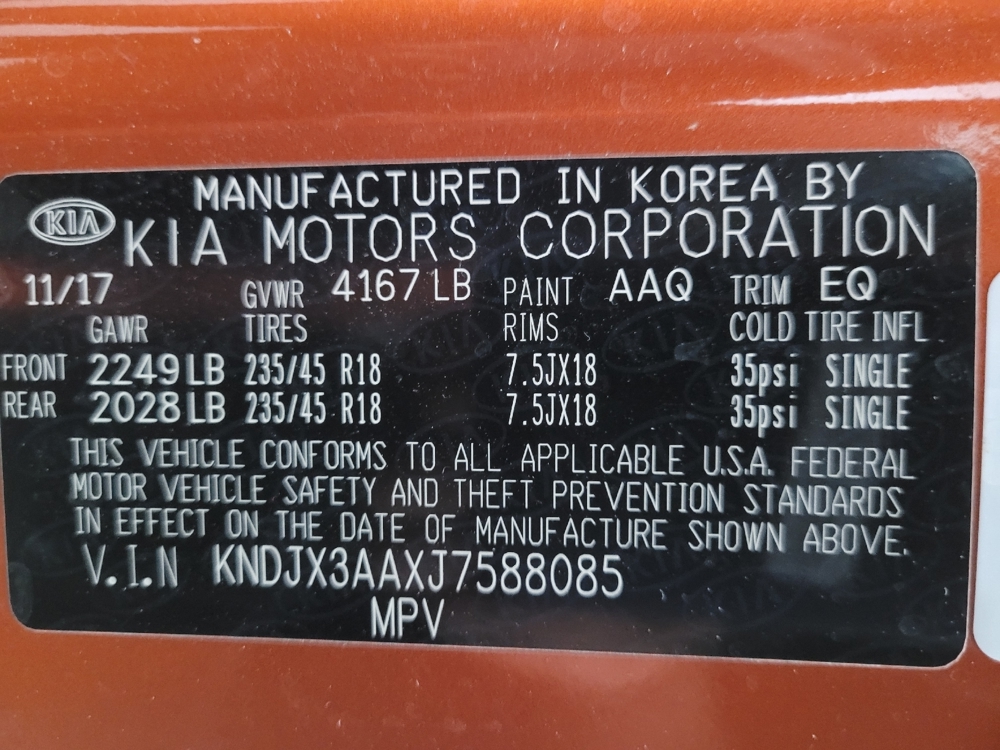 MANUFACTURED IN KOREA BY
KIA KIA MOTORS CORPORATION
11/17 GVWR 4167 LB PAINT AAQ TRIM EQ
GAWR TIRES RIMS COLD TIRE INFL
FRONT 2249 LB 235/45 R18 7.5JX18 35psi SINGLE
REAR 2028 LB 235/45 R18 7.5JX18 35psi SINGLE
THIS VEHICLE CONFORMS TO ALL APPLICABLE U.S.A. FEDERAL
MOTOR VEHICLE SAFETY AND THEFT PREVENTION STANDARDS
IN EFFECT ON THE DATE OF MANUFACTURE SHOWN ABOVE.
V.I.N KNDJX3AAXJ7588085
MPV